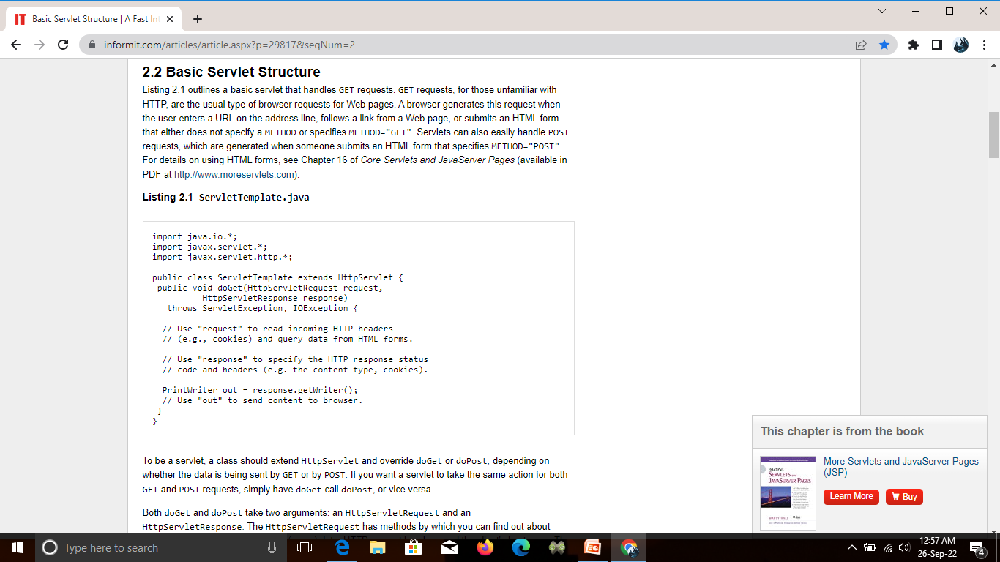 IT Basic Servlet Structure | A Fast In
informit.com/articles/article.aspx?p=29817&seqNum=2
2.2 Basic Servlet Structure
Listing 2.1 outlines a basic servlet that handles GET requests. GET requests, for those unfamiliar with
HTTP, are the usual type of browser requests for Web pages. A browser generates this request when
the user enters a URL on the address line, follows a link from a Web page, or submits an HTML form
that either does not specify a METHOD or specifies METHOD="GET". Servlets can also easily handle POST
requests, which are generated when someone submits an HTML form that specifies METHOD="POST".
For details on using HTML forms, see Chapter 16 of Core Servlets and JavaServer Pages (available in
PDF at http://www.moreservlets.com).
Listing 2.1 ServletTemplate.java
import java.io.*;
import javax.servlet.*;
import javax.servlet.http.*;
public class ServletTemplate extends HttpServlet {
public void doGet(HttpServletRequest request,
HttpServletResponse response)
throws ServletException, IOException {
// Use "request" to read incoming HTTP headers
// (e.g., cookies) and query data from HTML forms.
// Use "response" to specify the HTTP response status
// code and headers (e.g. the content type, cookies).
PrintWriter out = response.getWriter();
// Use "out" to send content to browser.
}
}
To be a servlet, a class should extend HttpServlet and override doGet or doPost, depending on
whether the data is being sent by GET or by POST. If you want a servlet to take the same action for both
GET and POST requests, simply have doGet call doPost, or vice versa.
Both doGet and doPost take two arguments: an HttpServletRequest and an
HttpServletResponse. The HttpServletRequest has methods by which you can find out about
This chapter is from the book
more
SERVLETS and
JAVASERVER PAGES
MARTY HALL
More Servlets and JavaServer Pages
(JSP)
Learn More
Buy
Type here to search
12:57 AM
26-Sep-22
4